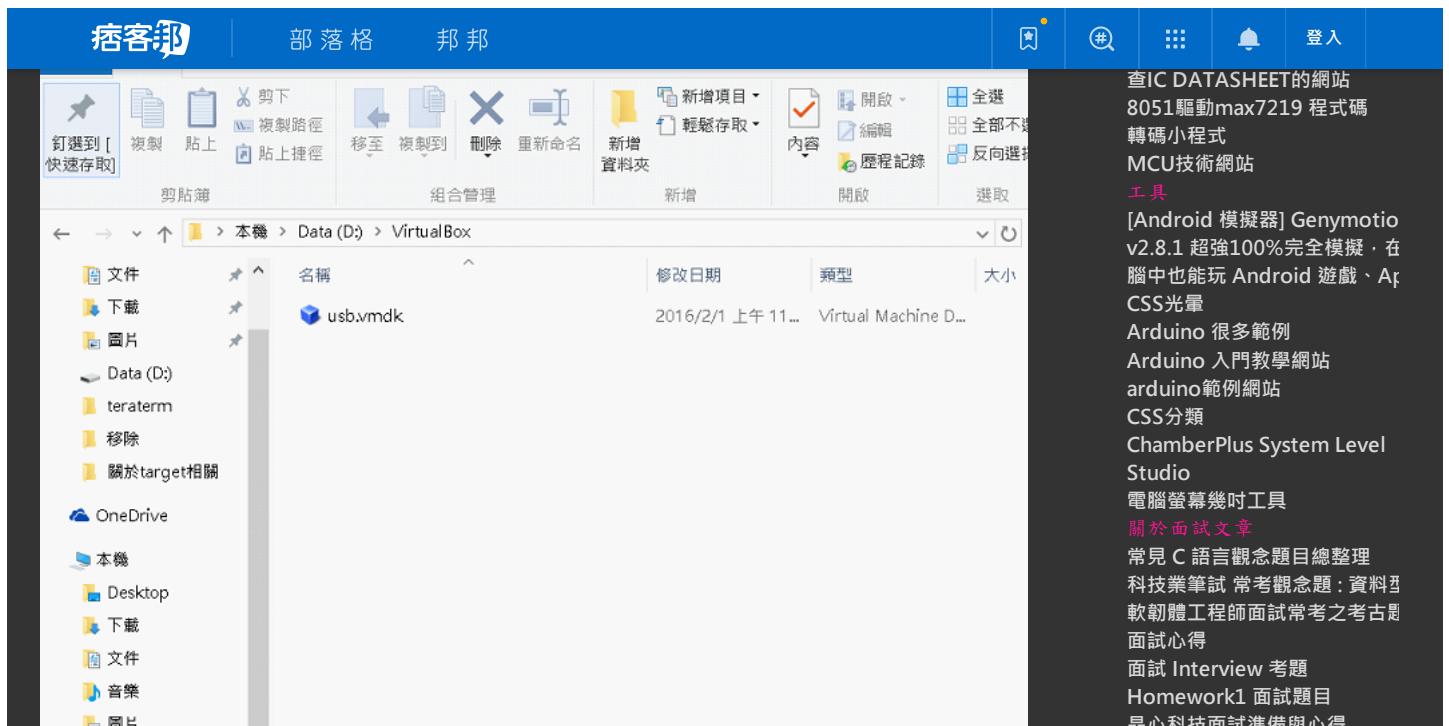 痞客邦
部落格
邦邦
登入
釘選到 [
快速存取]
複製
貼上
剪下
複製路徑
貼上捷徑
剪貼簿
移至
複製到
刪除
重新命名
組合管理
新增
資料夾
新增項目
輕鬆存取
新增
內容
開啟
編輯
歷程記錄
開啟
全選
全部不
反向選
選取
本機 > Data (D:) > VirtualBox
文件
下載
圖片
Data (D:)
teraterm
移除
關於target相關
OneDrive
本機
Desktop
下載
文件
音樂
圖片
名稱
修改日期
類型
大小
usb.vmdk
2016/2/1 上午 11...
Virtual Machine D...
查IC DATASHEET的網站
8051驅動max7219 程式碼
轉碼小程式
MCU技術網站
工具
[Android 模擬器] Genymotio
v2.8.1 超強100%完全模擬，在
腦中也能玩 Android 遊戲、Ap
CSS光暈
Arduino 很多範例
Arduino 入門教學網站
arduino範例網站
CSS分類
ChamberPlus System Level
Studio
電腦螢幕幾吋工具
關於面試文章
常見 C 語言觀念題目總整理
科技業筆試 常考觀念題 : 資料型
軟韌體工程師面試常考之考古題
面試心得
面試 Interview 考題
Homework1 面試題目